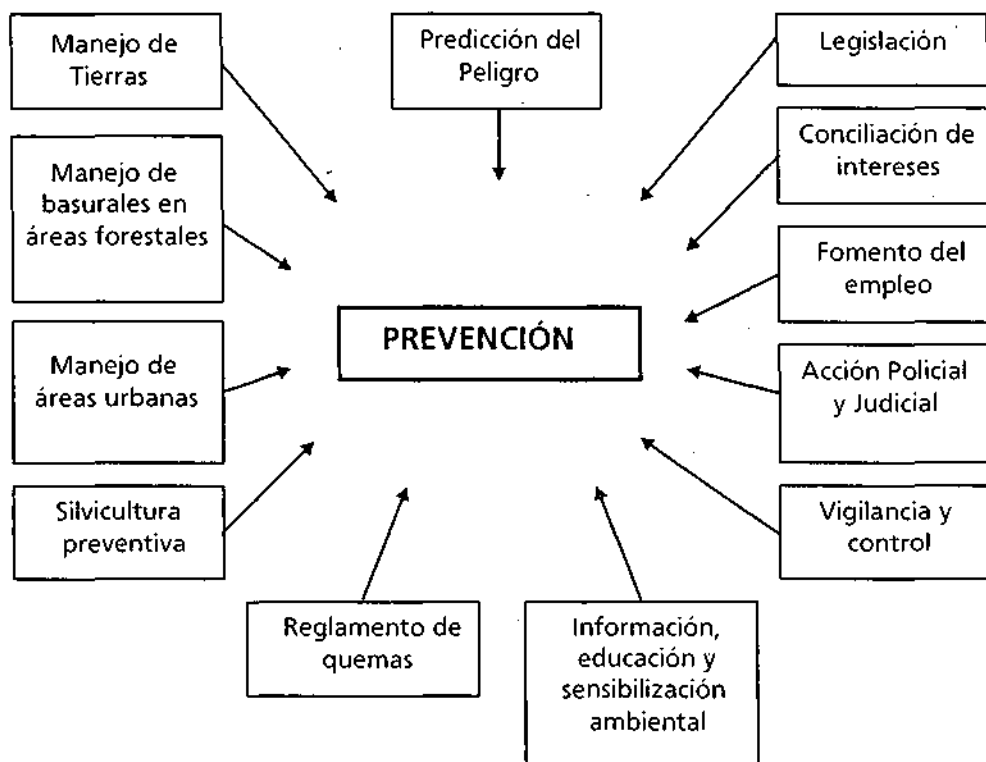 Manejo de
Tierras
Predicción del
Peligro
Legislación
Manejo de
basurales en
áreas forestales
Conciliación de
intereses
Fomento del
empleo
PREVENCIÓN
Manejo de
áreas urbanas
Acción Policial
y Judicial
Silvicultura
preventiva
Vigilancia y
control
Reglamento de
quemas
Información,
educación y
sensibilización
ambiental